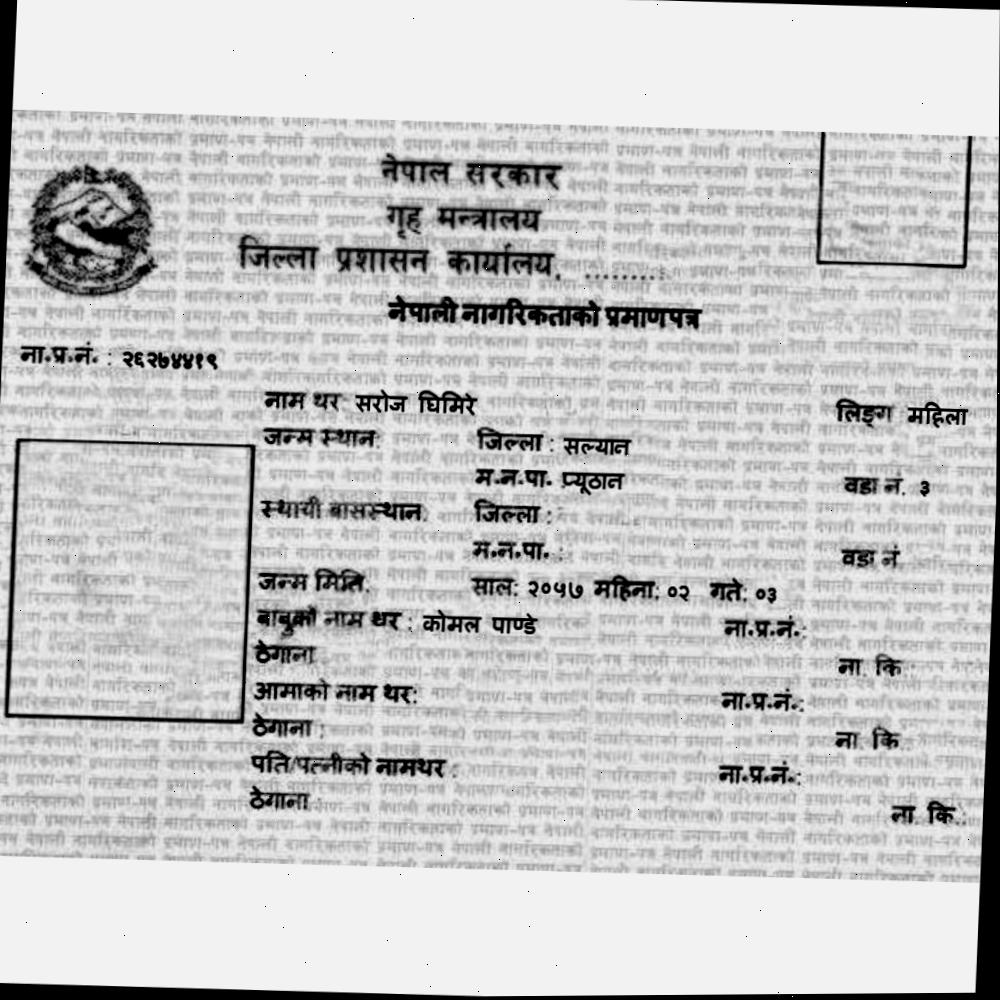 नेपाल सरकार
गृह मन्त्रालय
जिल्ला प्रशासन कार्यालय, ..........
नेपाली नागरिकताको प्रमाणपत्र
ना.प्र.नं. : २६२७४४१९
नाम थर सरोज घिमिरे लिङ्ग महिला
जन्म स्थान: जिल्ला : सल्यान
म.न.पा. प्यूठान वडा नं. ३
स्थायी बासस्थान: जिल्ला :
म.न.पा. : वडा नं
जन्म मिति. साल: २०५७ महिना: ०२ गते: ०३
बाबुको नाम थर : कोमल पाण्डे ना.प्र.नं.:
ठेगाना ना. कि.:
आमाको नाम थर: ना.प्र.नं.:
ठेगाना : ना. कि.:
पति/पत्नीको नामथर : ना.प्र.नं.:
ठेगाना : ना. कि.: